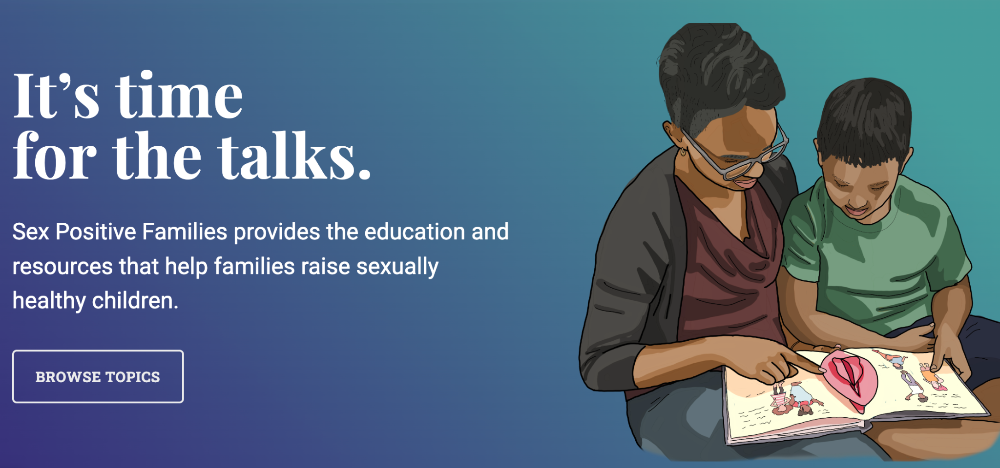 It’s time
for the talks.
Sex Positive Families provides the education and
resources that help families raise sexually
healthy children.
BROWSE TOPICS